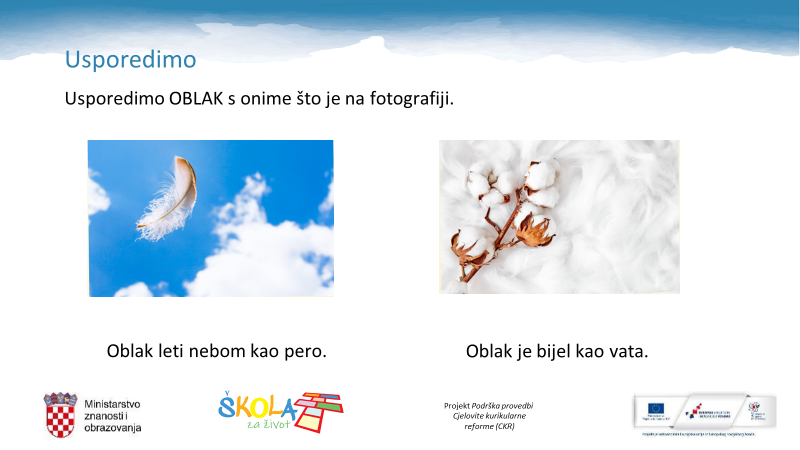 Usporedimo
Usporedimo OBLAK s onime što je na fotografiji.
Oblak leti nebom kao pero.
Oblak je bijel kao vata.
Ministarstvo
znanosti i
obrazovanja
ŠKOLA
za život
Projekt Podrška provedbi
Cjelovite kurikularne
reforme (CKR)